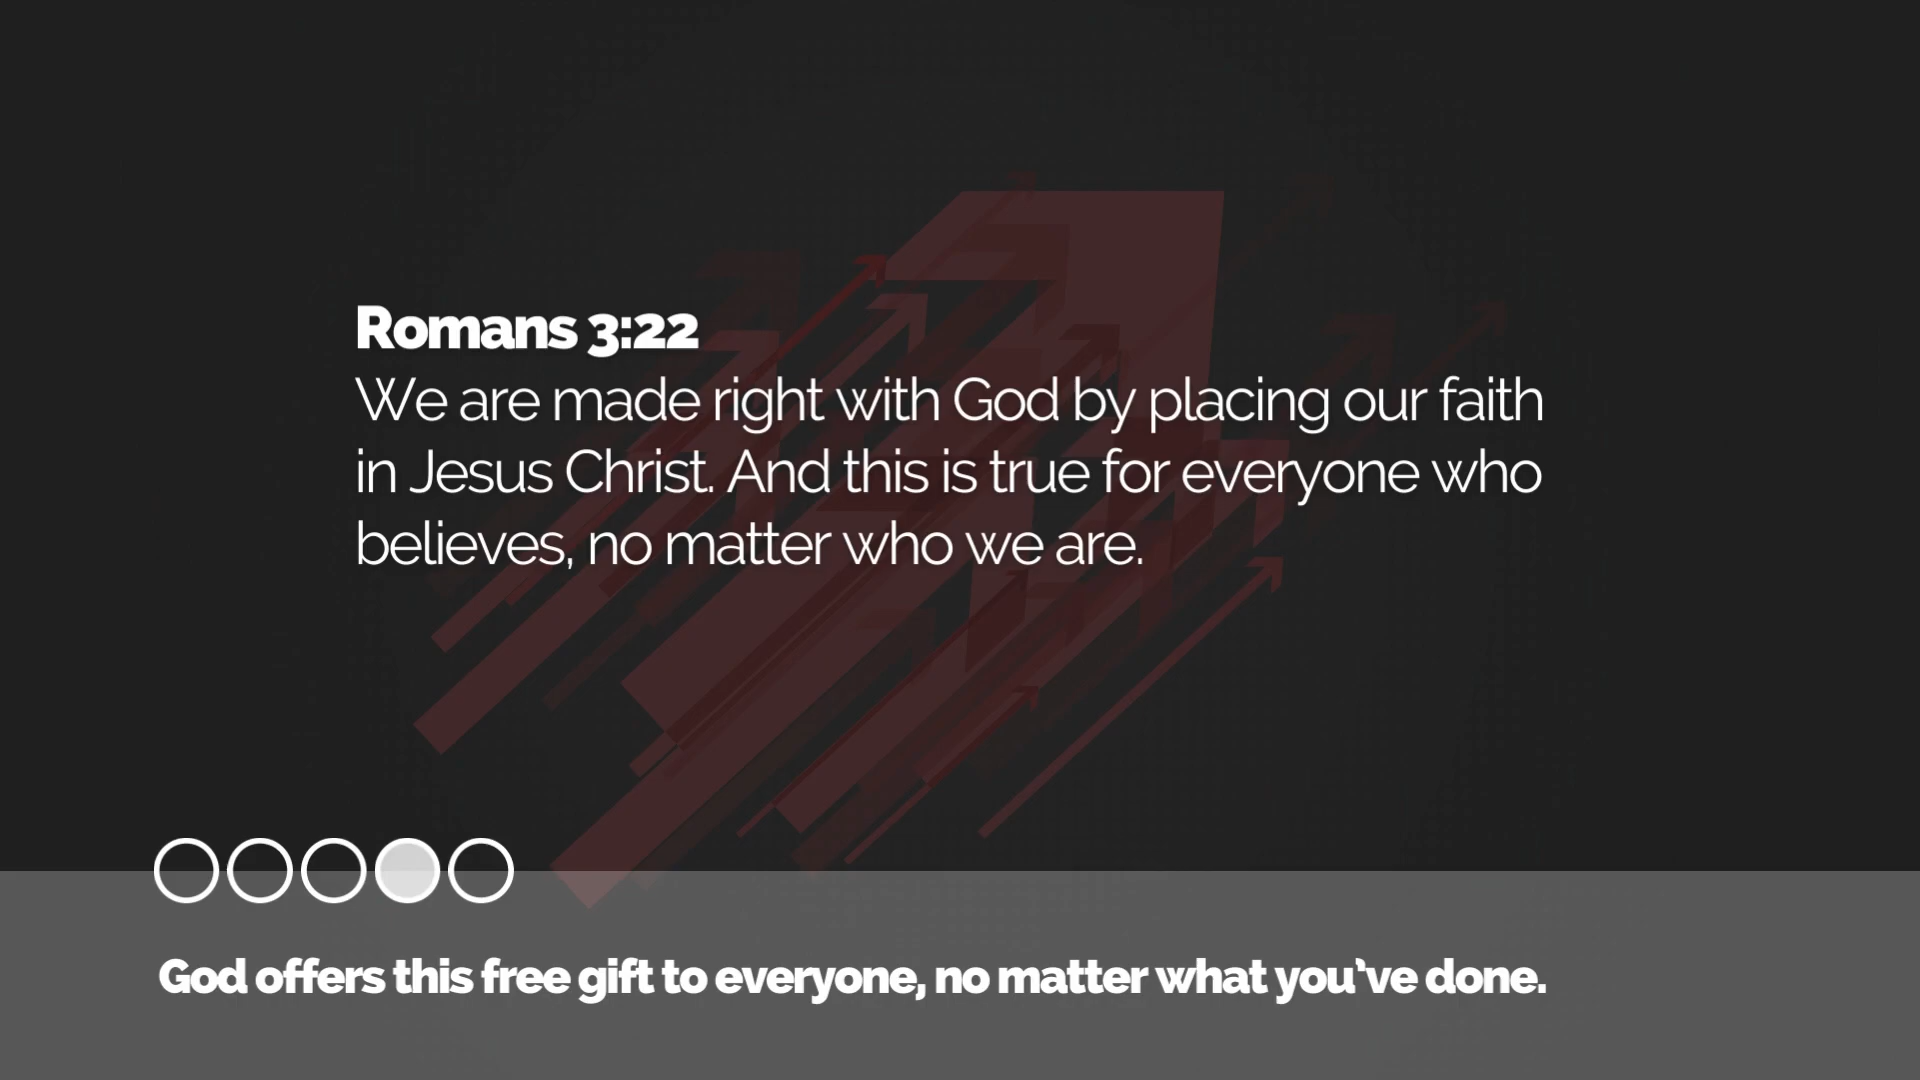 Romans 3:22
We are made right with God by placing our faith
in Jesus Christ. And this is true for everyone who
believes, no matter who we are.
God offers this free gift to everyone, no matter what you’ve done.